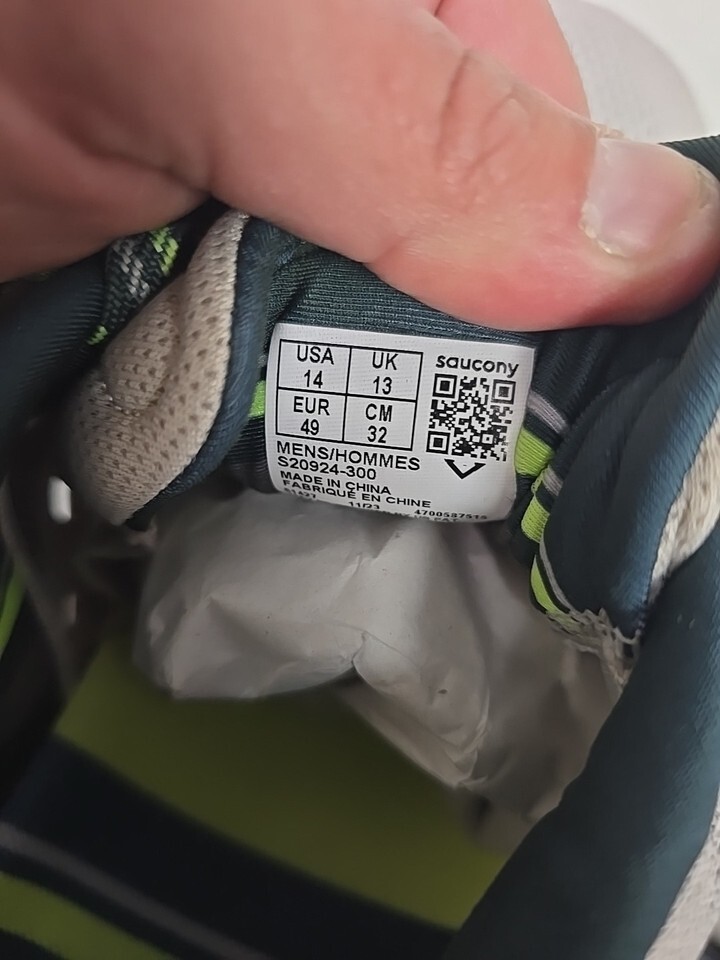 USA 14
UK 13
saucony
EUR 49
CM 32
MENS/HOMMES
S20924-300
MADE IN CHINA
FABRIQUÉ EN CHINE
11/23